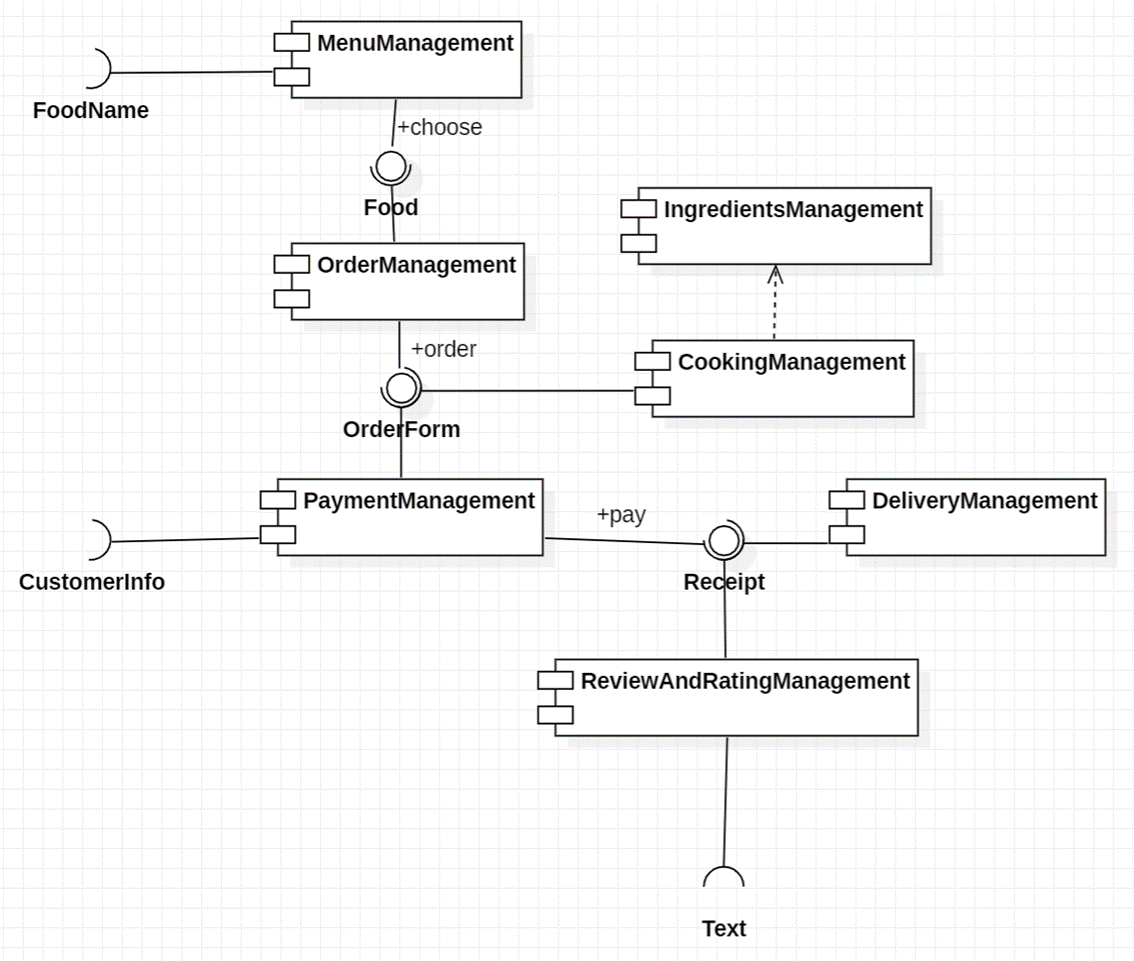 MenuManagement
FoodName
+choose
Food
IngredientsManagement
OrderManagement
+order
CookingManagement
OrderForm
PaymentManagement
+pay
DeliveryManagement
CustomerInfo
Receipt
ReviewAndRatingManagement
Text